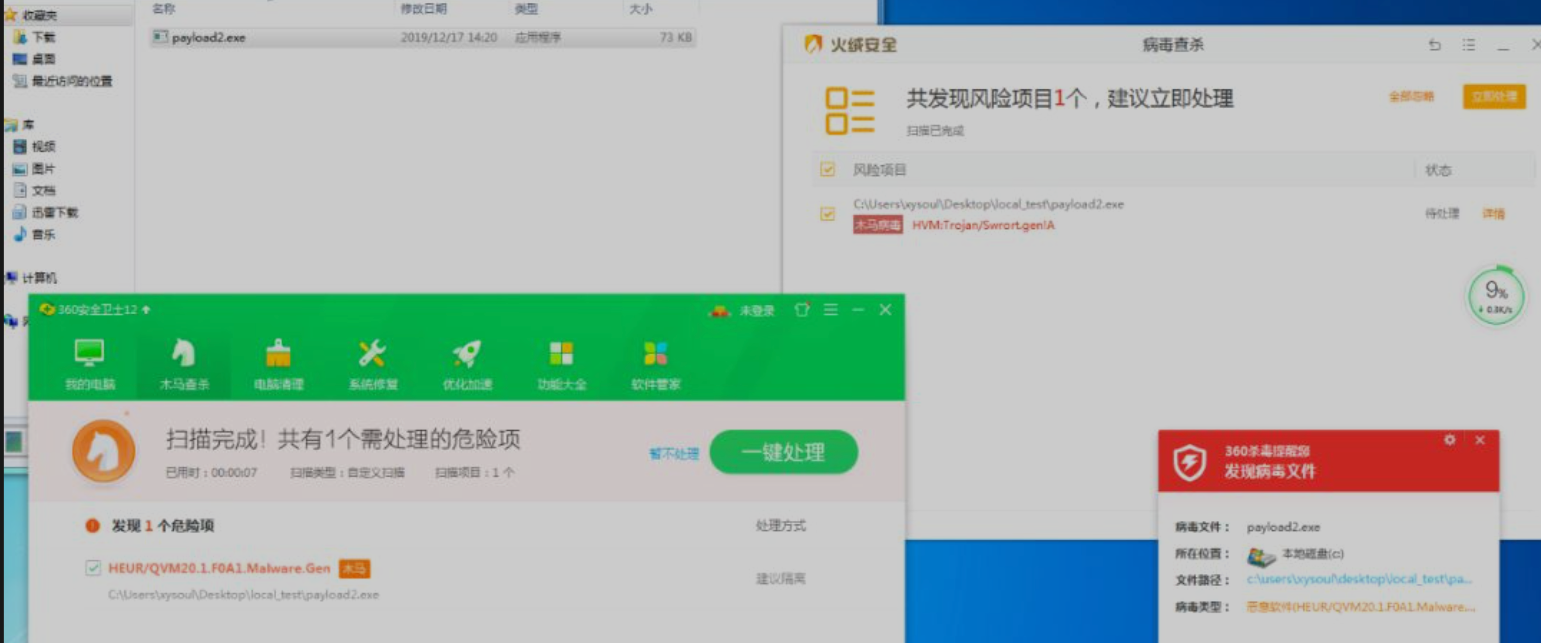 收藏夹
下载
桌面
最近访问的位置
库
视频
图片
文档
迅雷下载
音乐
计算机
名称 修改日期 类型 大小
payload2.exe 2019/12/17 14:20 应用程序 73 KB
火绒安全 病毒查杀
共发现风险项目1个，建议立即处理
全部忽略 立即处理
扫描已完成
风险项目 状态
C:\Users\xysoul\Desktop\local_test\payload2.exe
木马病毒 HVM:Trojan/Swrort.gen!A
待处理 详情
9%
0.3K/s
360安全卫士12 未登录
我的电脑 木马查杀 电脑清理 系统修复 优化加速 功能大全 软件管家
扫描完成！共有1个需处理的危险项
暂不处理 一键处理
已用时：00:00:07 扫描类型：自定义扫描 扫描项目：1 个
发现 1 个危险项 处理方式
HEUR/QVM20.1.F0A1.Malware.Gen 木马
建议隔离
C:\Users\xysoul\Desktop\local_test\payload2.exe
360杀毒提醒您
发现病毒文件
病毒文件： payload2.exe
所在位置： 本地磁盘(c:)
文件路径： c:\users\xysoul\desktop\local_test\pa...
病毒类型： 恶意软件(HEUR/QVM20.1.F0A1.Malware....